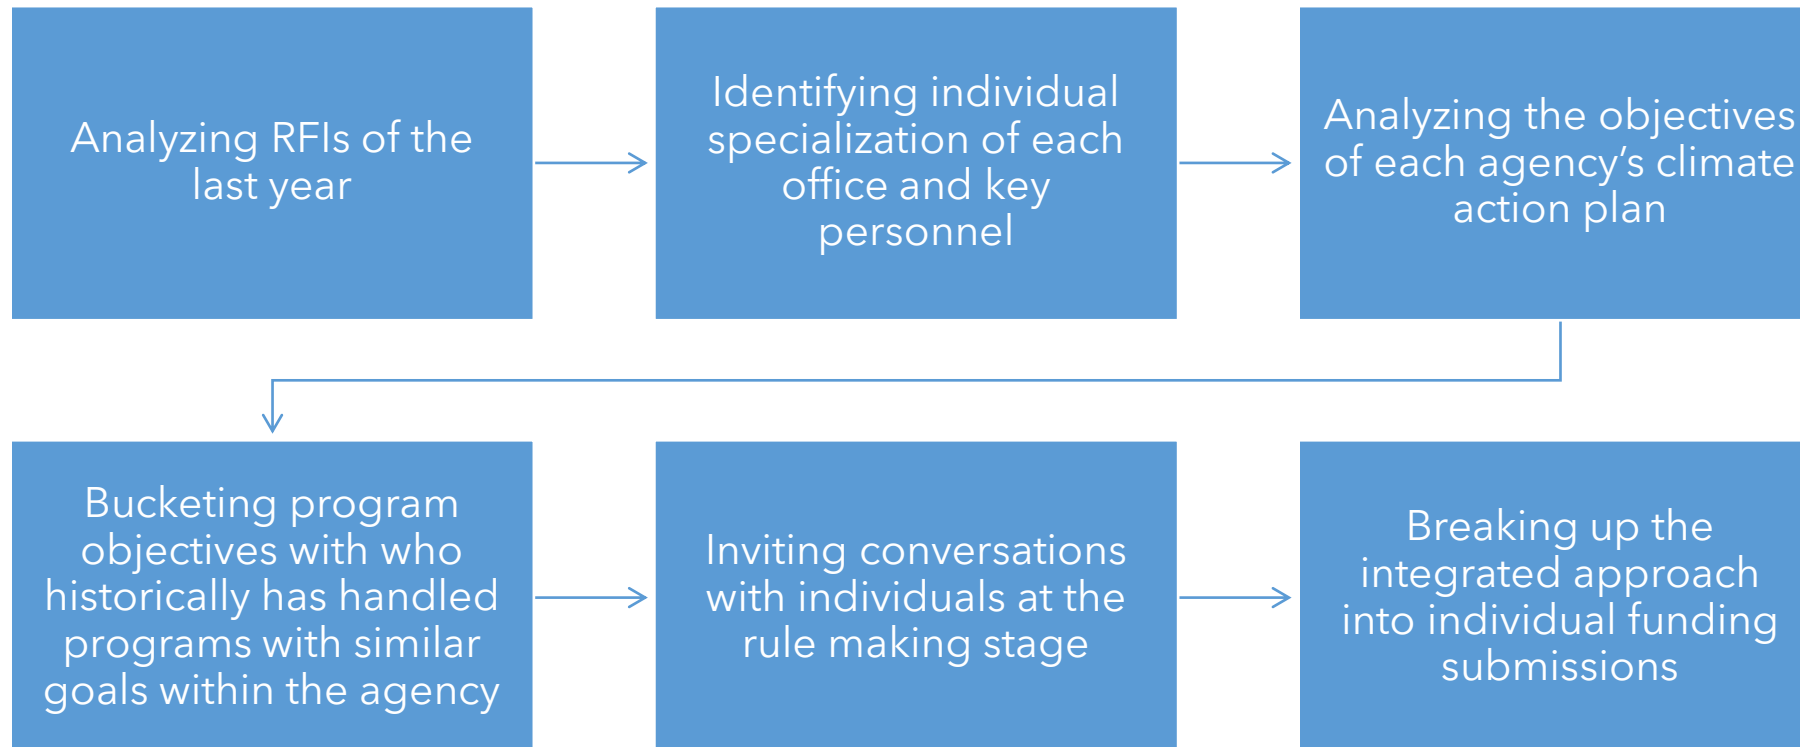 Analyzing RFIs of the
last year
Identifying individual
specialization of each
office and key
personnel
Analyzing the objectives
of each agency’s climate
action plan
Bucketing program
objectives with who
historically has handled
programs with similar
goals within the agency
Inviting conversations
with individuals at the
rule making stage
Breaking up the
integrated approach
into individual funding
submissions